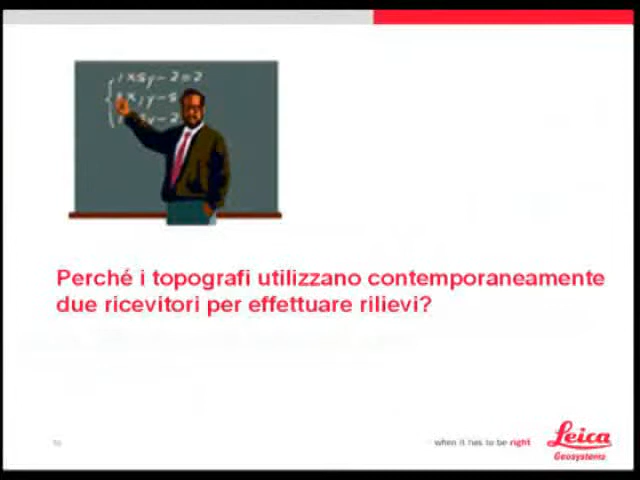 Perché i topografi utilizzano contemporaneamente
due ricevitori per effettuare rilievi?
when it has to be right
Leica
Geosystems